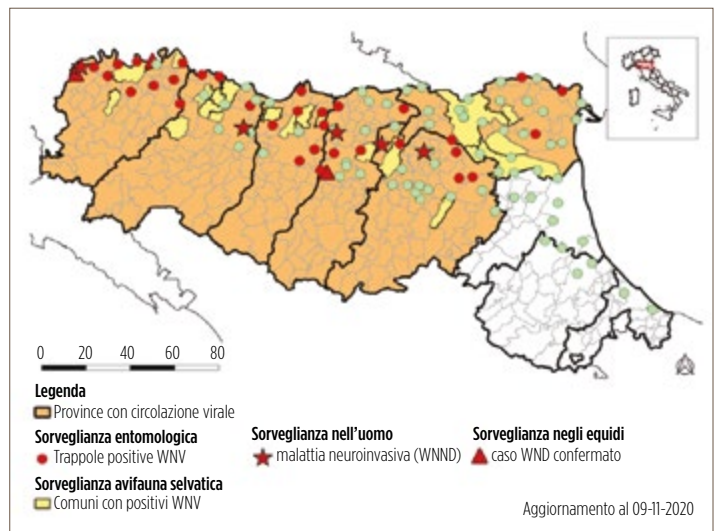 0 20 40 60 80
Legenda
Province con circolazione virale
Sorveglianza entomologica
Trappole positive WNV
Sorveglianza avifauna selvatica
Comuni con positivi WNV
Sorveglianza nell'uomo
malattia neuroinvasiva (WNND)
Sorveglianza negli equidi
caso WND confermato
Aggiornamento al 09-11-2020